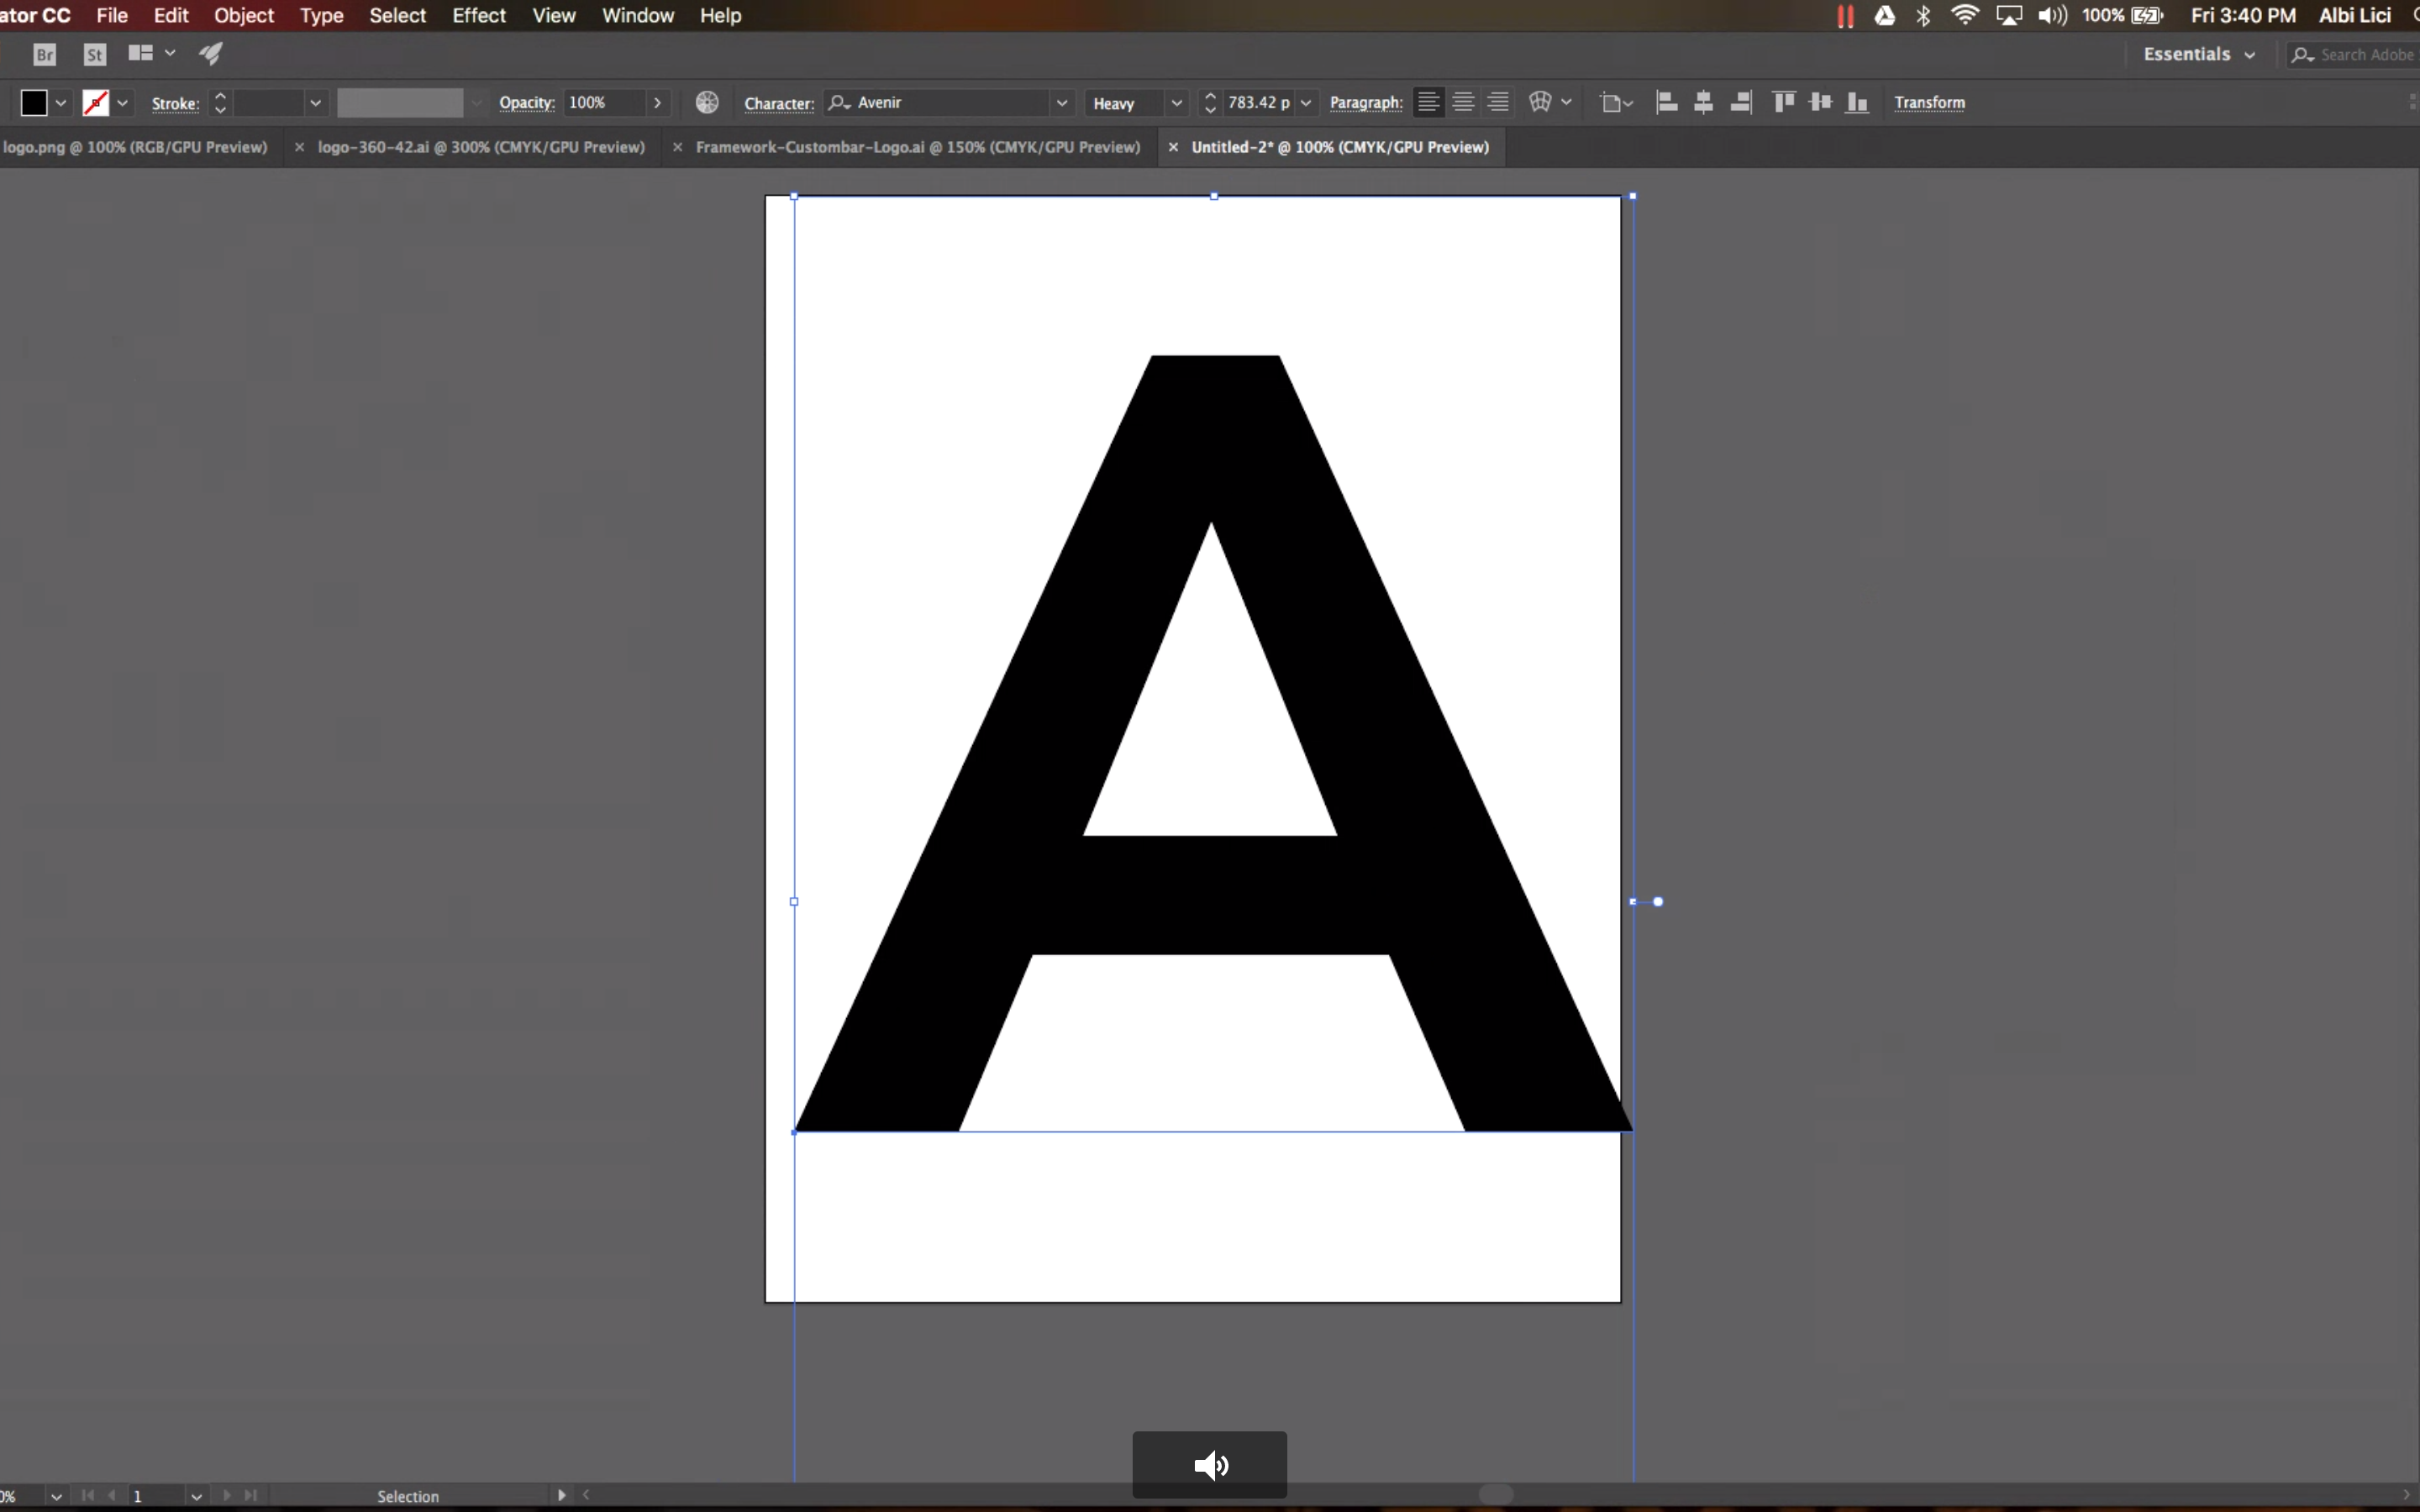 ator CC File Edit Object Type Select Effect View Window Help 100% Fri 3:40 PM Albi Lici
Br St Essentials Search Adobe
Stroke: Opacity: 100% Character: Avenir Heavy 783.42 p Paragraph: Transform
logo.png @ 100% (RGB/GPU Preview) × logo-360-42.ai @ 300% (CMYK/GPU Preview) × Framework-Custombar-Logo.ai @ 150% (CMYK/GPU Preview) × Untitled-2* @ 100% (CMYK/GPU Preview)
A
0% 1 Selection